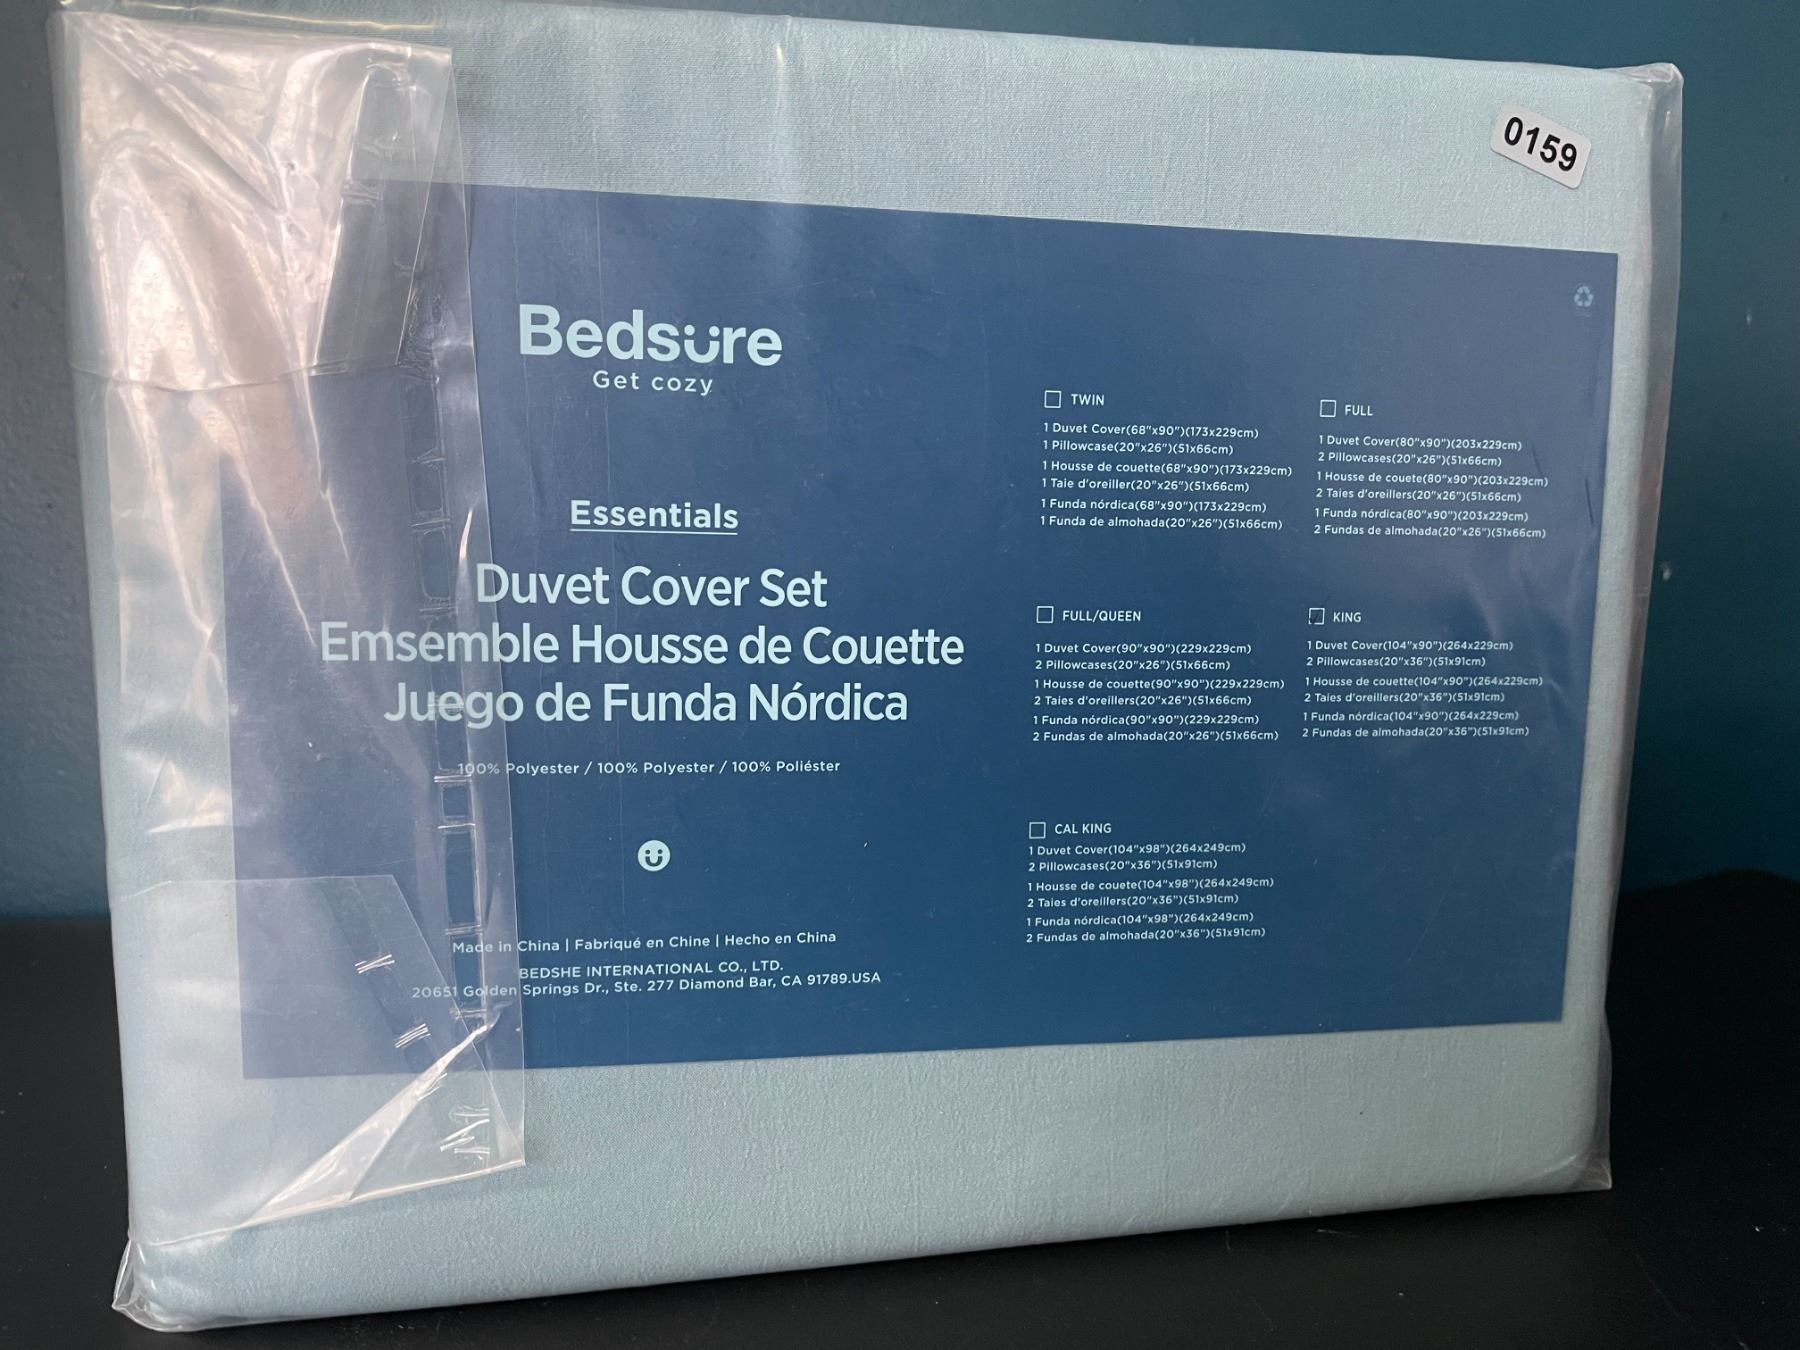 0159
Bedsure
Get cozy
Essentials
Duvet Cover Set
Emsemble Housse de Couette
Juego de Funda Nórdica
100% Polyester / 100% Polyester / 100% Poliéster
Made in China | Fabriqué en Chine | Hecho en China
BEDSHE INTERNATIONAL CO., LTD.
20651 Golden Springs Dr., Ste. 277 Diamond Bar, CA 91789.USA
TWIN
1 Duvet Cover(68"x90")(173x229cm)
1 Pillowcase(20"x26")(51x66cm)
1 Housse de couette(68"x90")(173x229cm)
1 Taie d'oreiller(20"x26")(51x66cm)
1 Funda nórdica(68"x90")(173x229cm)
1 Funda de almohada(20"x26")(51x66cm)
FULL
1 Duvet Cover(80"x90")(203x229cm)
2 Pillowcases(20"x26")(51x66cm)
1 Housse de couete(80"x90")(203x229cm)
2 Taies d'oreillers(20"x26")(51x66cm)
1 Funda nórdica(80"x90")(203x229cm)
2 Fundas de almohada(20"x26")(51x66cm)
FULL/QUEEN
1 Duvet Cover(90"x90")(229x229cm)
2 Pillowcases(20"x26")(51x66cm)
1 Housse de couette(90"x90")(229x229cm)
2 Taies d'oreillers(20"x26")(51x66cm)
1 Funda nórdica(90"x90")(229x229cm)
2 Fundas de almohada(20"x26")(51x66cm)
KING
1 Duvet Cover(104"x90")(264x229cm)
2 Pillowcases(20"x36")(51x91cm)
1 Housse de couette(104"x90")(264x229cm)
2 Taies d'oreillers(20"x36")(51x91cm)
1 Funda nórdica(104"x90")(264x229cm)
2 Fundas de almohada(20"x36")(51x91cm)
CAL KING
1 Duvet Cover(104"x98")(264x249cm)
2 Pillowcases(20"x36")(51x91cm)
1 Housse de couete(104"x98")(264x249cm)
2 Taies d'oreillers(20"x36")(51x91cm)
1 Funda nórdica(104"x98")(264x249cm)
2 Fundas de almohada(20"x36")(51x91cm)